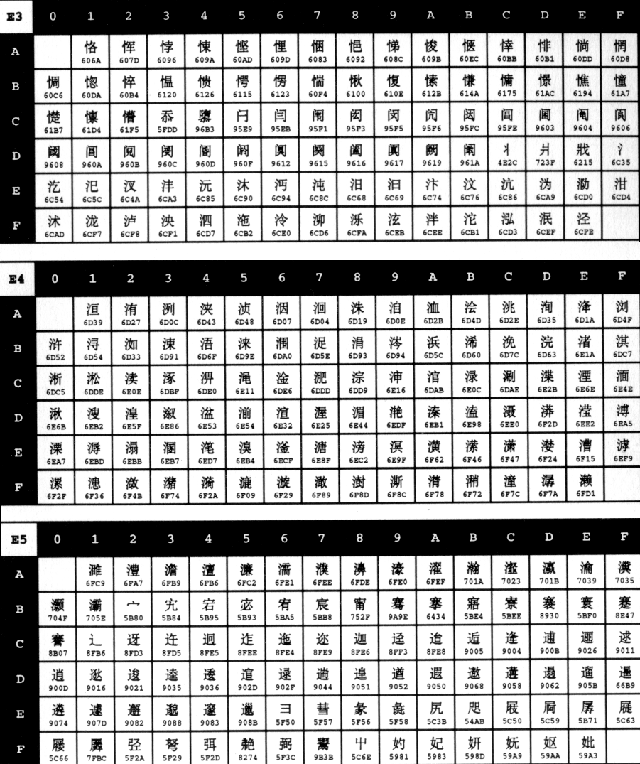 E3 0 1 2 3 4 5 6 7 8 9 A B C D E F
A 恪 恽 悖 悚 悭 悝 悃 悒 悌 悛 惬 悻 悱 惝 惘
606A 607D 6096 609A 60AD 609D 6083 6092 608C 609B 60EC 60BB 60B1 60DD 60D8
B 惆 惚 悴 愠 愦 愕 愣 惴 愀 愎 愫 慊 慵 憬 憔 憧
60C6 60DA 60B4 6120 6126 6115 6123 60F4 6100 610E 612B 614A 6175 61AC 6194 61A7
C 憷 懔 懵 忝 隳 闩 闫 闱 闳 闵 闶 闼 闾 阃 阄 阆
61B7 61D4 61F5 5FDD 96B3 95E9 95EB 95F1 95F3 95F5 95F6 95FC 95FE 9603 9604 9606
D 阈 阊 阋 阌 阍 阏 阒 阕 阖 阗 阙 阚 丬 爿 戕 氵
9608 960A 960B 960C 960D 960F 9612 9615 9616 9617 9619 961A 4E2C 723F 6215 6C35
E 汔 汜 汊 沣 沅 沐 沔 沌 汨 汩 汴 汶 沆 沩 泐 泔
6C54 6C5C 6C4A 6CA3 6C85 6C90 6C94 6C8C 6C68 6C69 6C74 6C76 6C86 6CA9 6CD0 6CD4
F 沭 泷 泸 泱 泗 沲 泠 泖 泺 泫 泮 沱 泓 泯 泾
6CAD 6CF7 6CF8 6CF1 6CD7 6CB2 6CE0 6CD6 6CFA 6CEB 6CEE 6CB1 6CD3 6CEF 6CFE
E4 0 1 2 3 4 5 6 7 8 9 A B C D E F
A 洹 洧 洌 浃 浈 洇 洄 洙 洎 洫 浍 洮 洵 洚 浏
6D39 6D27 6D0C 6D43 6D48 6D07 6D04 6D19 6D0E 6D2B 6D4D 6D2E 6D35 6D1A 6D4F
B 浒 浔 洳 涑 浯 涞 涠 浞 涓 涔 浜 浠 浼 浣 渚 淇
6D52 6D54 6D33 6D91 6D6F 6D9E 6DA0 6D5E 6D93 6D94 6D5C 6D60 6D7C 6D63 6E1A 6DC7
C 淅 淞 渎 涿 淠 渑 淦 淝 淙 渖 涫 渌 涮 渫 湮 湎
6DC5 6DDE 6E0E 6DBF 6DE0 6E11 6DE6 6DDD 6DD9 6E16 6DAB 6E0C 6DAE 6E2B 6E6E 6E4E
D 湫 溲 湟 溆 湓 湔 渲 渥 湄 滟 溱 溘 滠 漭 滢 溥
6E6B 6EB2 6E5F 6E86 6E53 6E54 6E32 6E25 6E44 6EDF 6EB1 6E98 6EE0 6F2D 6EE2 6EA5
E 溧 溽 溻 溷 滗 溴 滏 溏 滂 溟 潢 潆 潇 漤 漕 滹
6EA7 6EBD 6EBB 6EB7 6ED7 6EB4 6ECF 6E8F 6EC2 6E9F 6F62 6F46 6F47 6F24 6F15 6EF9
F 漯 漶 潋 潴 漪 漉 漩 澉 澍 澌 潸 潲 潼 潺 濑
6F2F 6F36 6F4B 6F74 6F2A 6F09 6F29 6F89 6F8D 6F8C 6F78 6F72 6F7C 6F7A 6FD1
E5 0 1 2 3 4 5 6 7 8 9 A B C D E F
A 濉 澧 澹 澶 濂 濡 濮 濞 濠 濯 瀚 瀣 瀛 瀹 瀵
6FC9 6FA7 6FB9 6FB6 6FC2 6FE1 6FEE 6FDE 6FE0 6FEF 701A 7023 701B 7039 7035
B 灏 灞 宀 宄 宕 宓 宥 宸 甯 骞 搴 寤 寮 褰 寰 蹇
704F 705E 5B80 5B84 5B95 5B93 5BA5 5BB8 752F 9A9E 6434 5BE4 5BEE 8930 5BF0 8E47
C 謇 辶 迓 迕 迥 迮 迤 迩 迦 迳 迨 逅 逄 逋 逦 逑
8B07 8FB6 8FD3 8FD5 8FE5 8FEE 8FE4 8FE9 8FE6 8FF3 8FE8 9005 9004 900B 9026 9011
D 逍 逖 逡 逵 逶 逭 逯 遄 遑 遒 遐 遨 遘 遢 遛 暹
900D 9016 9021 9035 9036 902D 902F 9044 9051 9052 9050 9068 9058 9062 905B 66B9
E 遴 遽 邂 邈 邃 邋 彐 彗 彖 彘 尻 咫 屐 屙 孱 屣
9074 907D 9082 9088 9083 908B 5F50 5F57 5F56 5F58 5C3B 54AB 5C50 5C59 5B71 5C63
F 屦 羼 弪 弩 弭 艴 弼 鬻 屮 妁 妃 妍 妩 妪 妣
5C66 7FBC 5F2A 5F29 5F2D 8274 5F3C 9B3B 5C6E 5981 5983 598D 59A9 59AA 59A3